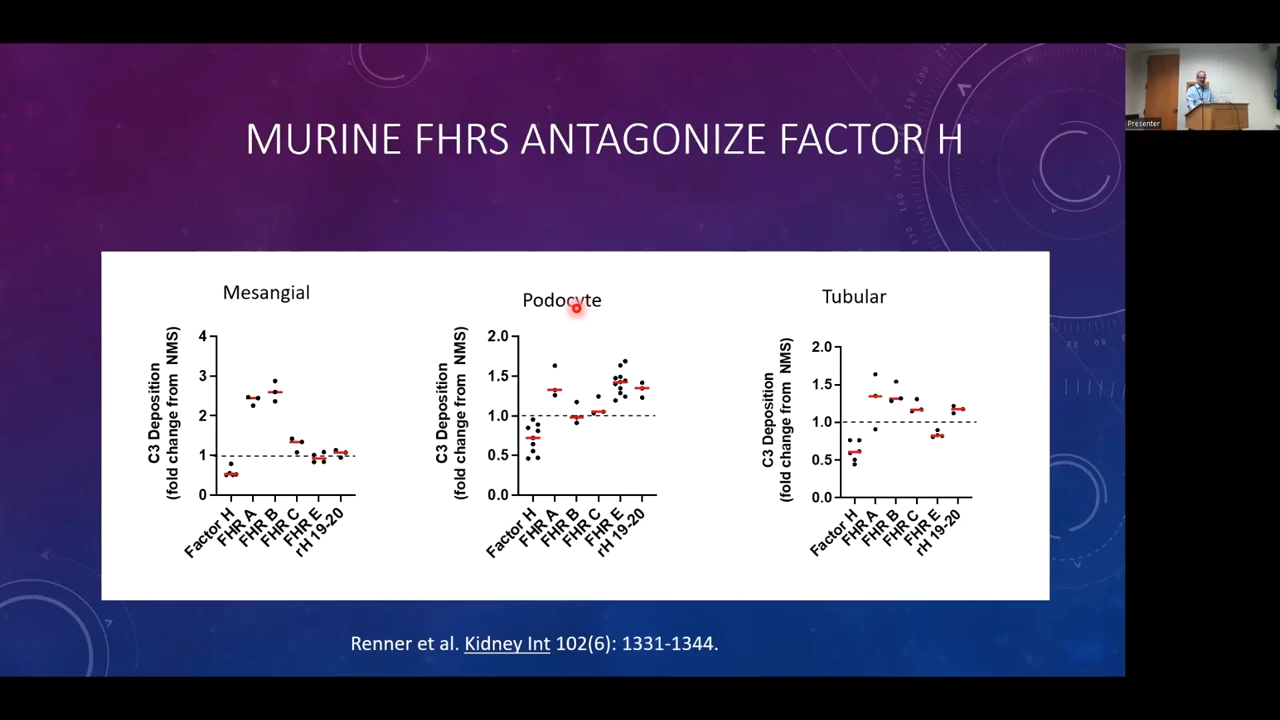 MURINE FHRS ANTAGONIZE FACTOR H
Presenter
Mesangial
C3 Deposition
(fold change from NMS)
4
3
2
1
0
Factor H
FHR A
FHR B
FHR C
FHR E
rH 19-20
Podocyte
C3 Deposition
(fold change from NMS)
2.0
1.5
1.0
0.5
0.0
Factor H
FHR A
FHR B
FHR C
FHR E
rH 19-20
Tubular
C3 Deposition
(fold change from NMS)
2.0
1.5
1.0
0.5
0.0
Factor H
FHR A
FHR B
FHR C
FHR E
rH 19-20
Renner et al. Kidney Int 102(6): 1331-1344.